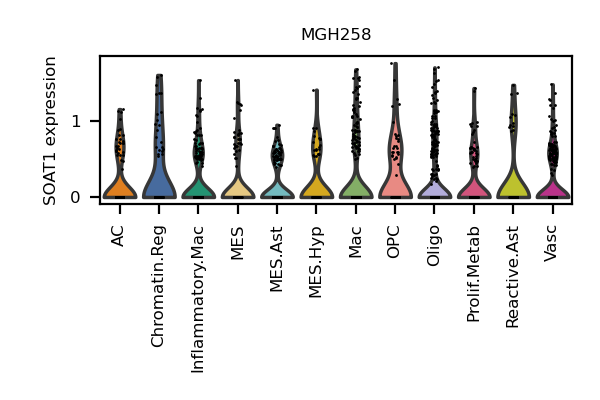 MGH258
SOAT1 expression
1
0
AC
Chromatin.Reg
Inflammatory.Mac
MES
MES.Ast
MES.Hyp
Mac
OPC
Oligo
Prolif.Metab
Reactive.Ast
Vasc